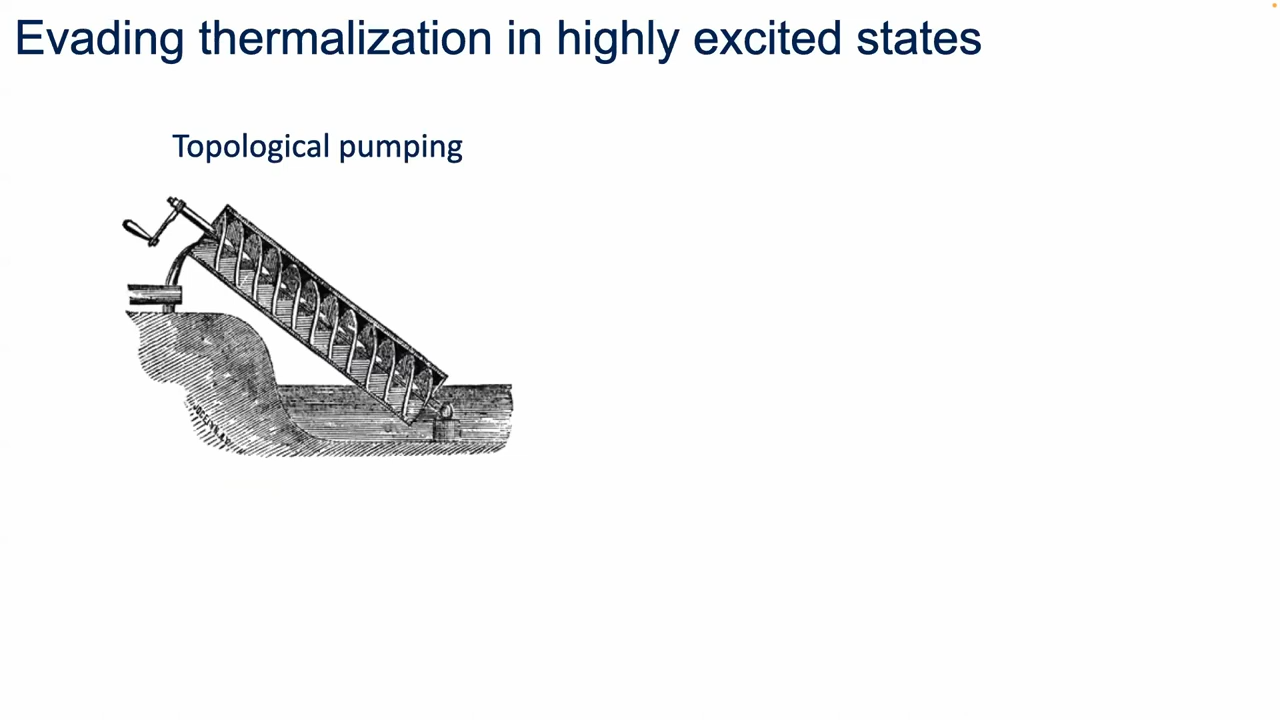 Evading thermalization in highly excited states
Topological pumping